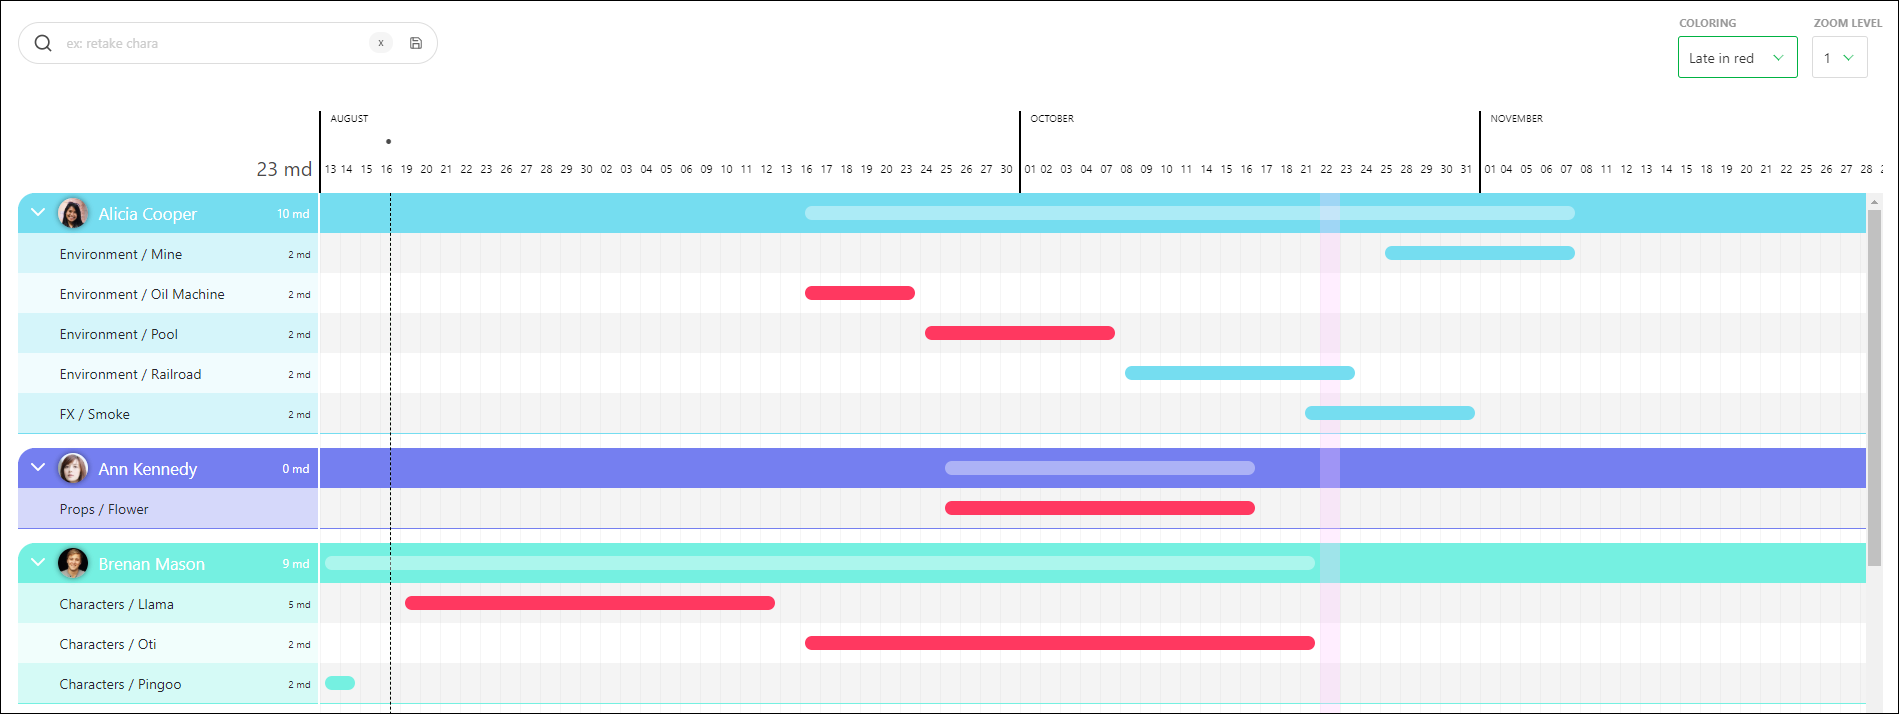 ex: retake chara
x
COLORING
ZOOM LEVEL
Late in red
1
AUGUST
OCTOBER
NOVEMBER
23 md
13 14 15 16 19 20 21 22 23 26 27 28 29 30 02 03 04 05 06 09 10 11 12 13 16 17 18 19 20 23 24 25 26 27 30 01 02 03 04 07 08 09 10 11 14 15 16 17 18 21 22 23 24 25 28 29 30 31 01 04 05 06 07 08 11 12 13 14 15 18 19 20 21 22 25 26 27 28
Alicia Cooper 10 md
Environment / Mine 2 md
Environment / Oil Machine 2 md
Environment / Pool 2 md
Environment / Railroad 2 md
FX / Smoke 2 md
Ann Kennedy 0 md
Props / Flower
Brenan Mason 9 md
Characters / Llama 5 md
Characters / Oti 2 md
Characters / Pingoo 2 md